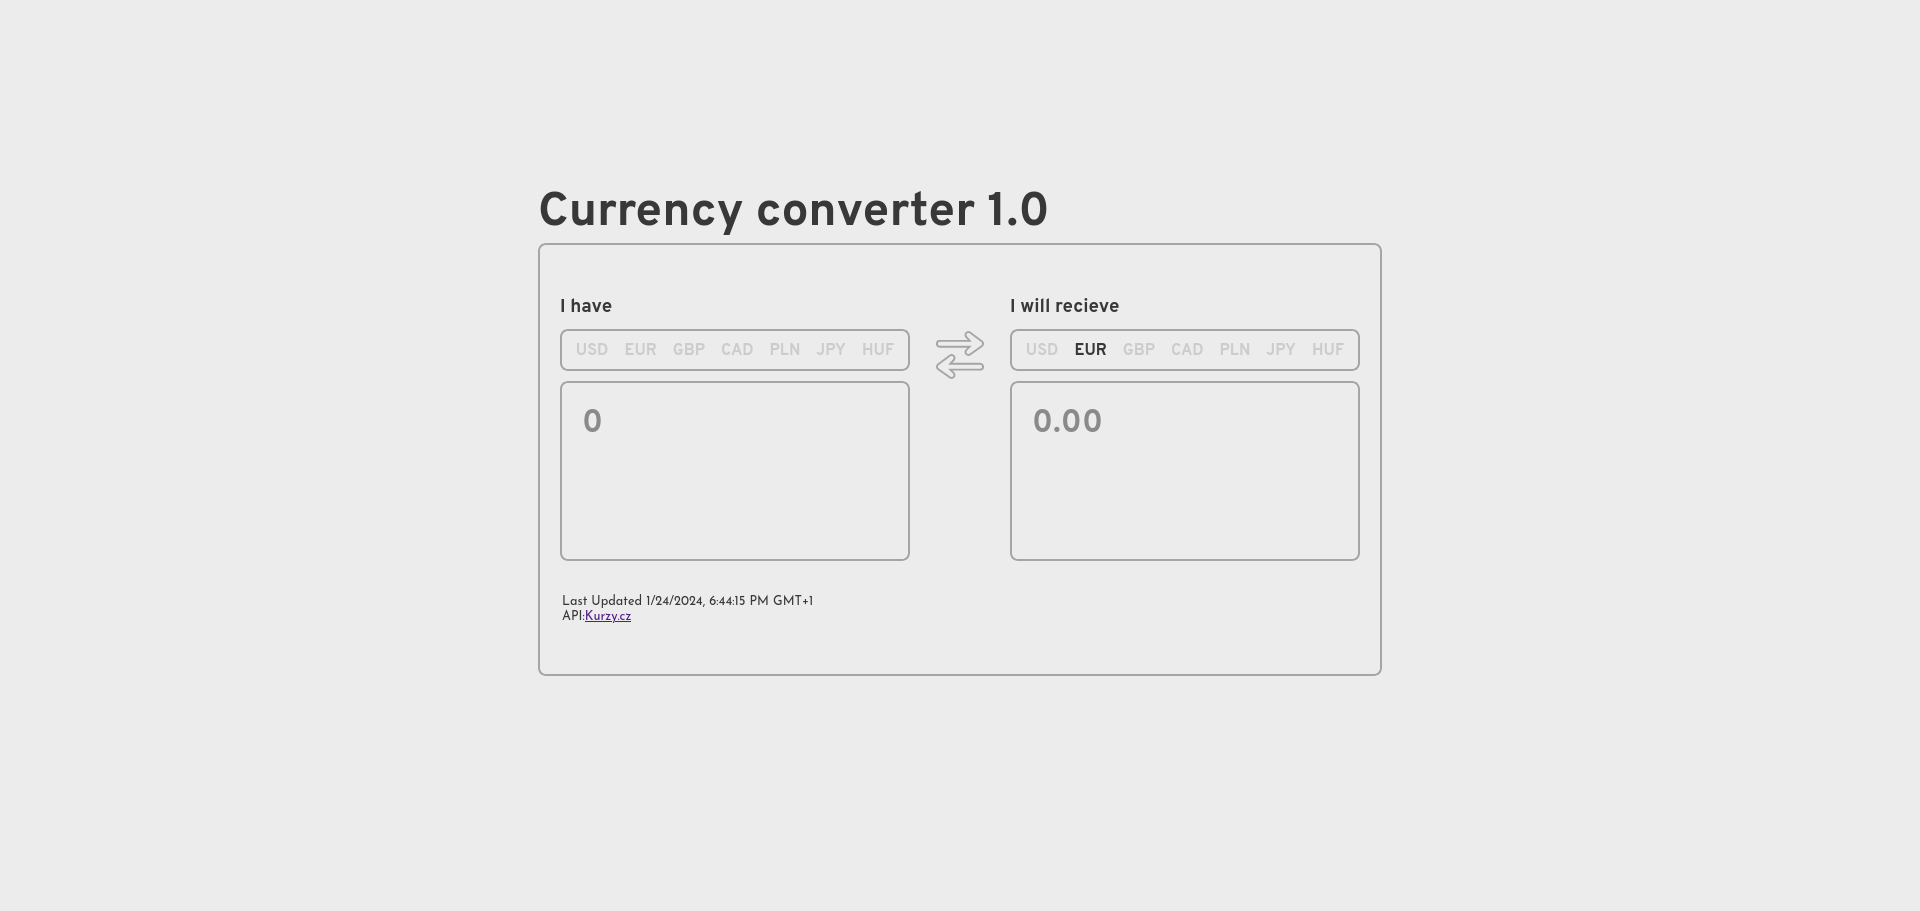 Currency converter 1.0
I have
USD EUR GBP CAD PLN JPY HUF
0
I will recieve
USD EUR GBP CAD PLN JPY HUF
0.00
Last Updated 1/24/2024, 6:44:15 PM GMT+1
API:Kurzy.cz